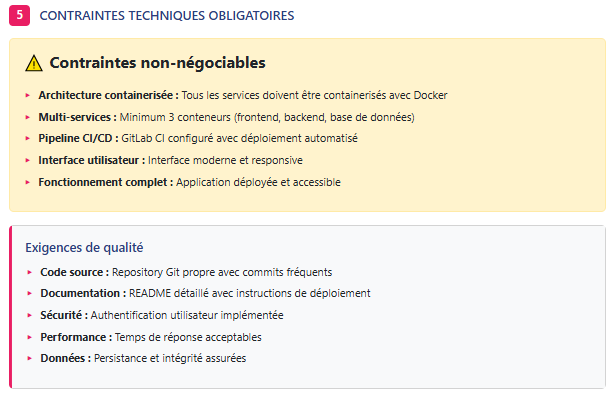 5 CONTRAINTES TECHNIQUES OBLIGATOIRES
Contraintes non-négociables
Architecture containerisée : Tous les services doivent être containerisés avec Docker
Multi-services : Minimum 3 conteneurs (frontend, backend, base de données)
Pipeline CI/CD : GitLab CI configuré avec déploiement automatisé
Interface utilisateur : Interface moderne et responsive
Fonctionnement complet : Application déployée et accessible
Exigences de qualité
Code source : Repository Git propre avec commits fréquents
Documentation : README détaillé avec instructions de déploiement
Sécurité : Authentification utilisateur implémentée
Performance : Temps de réponse acceptables
Données : Persistance et intégrité assurées